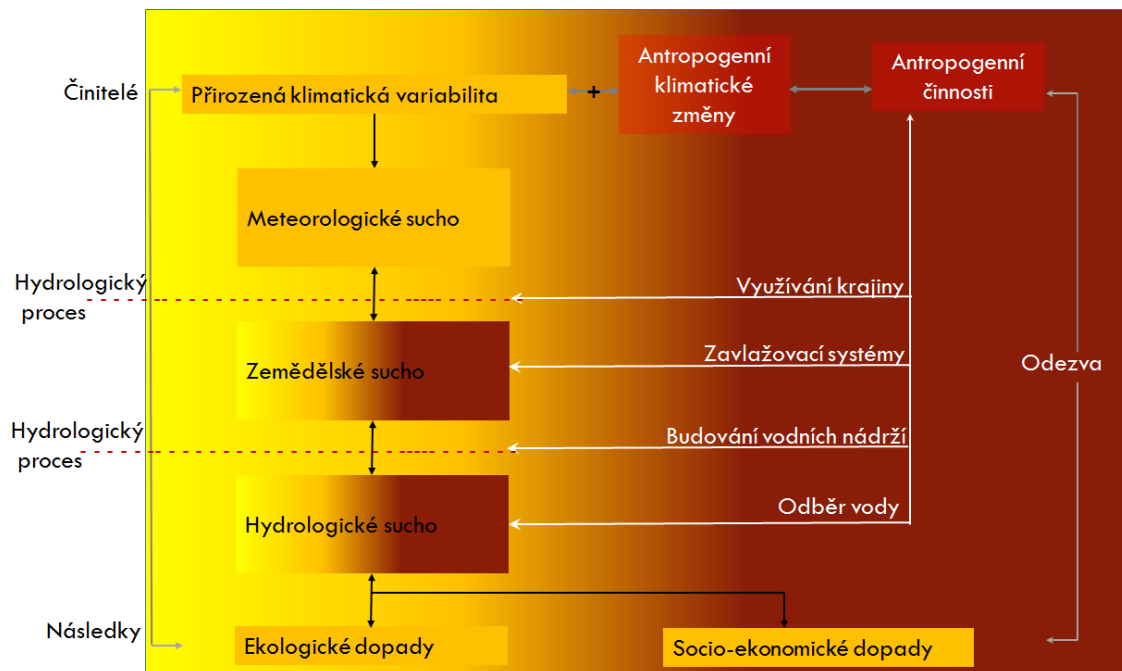 Činitelé
Přirozená klimatická variabilita
+
Antropogenní
klimatické
změny
Antropogenní
činnosti
Meteorologické sucho
Hydrologický
proces
Využívání krajiny
Zemědělské sucho
Zavlažovací systémy
Odezva
Hydrologický
proces
Budování vodních nádrží
Hydrologické sucho
Odběr vody
Následky
Ekologické dopady
Socio-ekonomické dopady